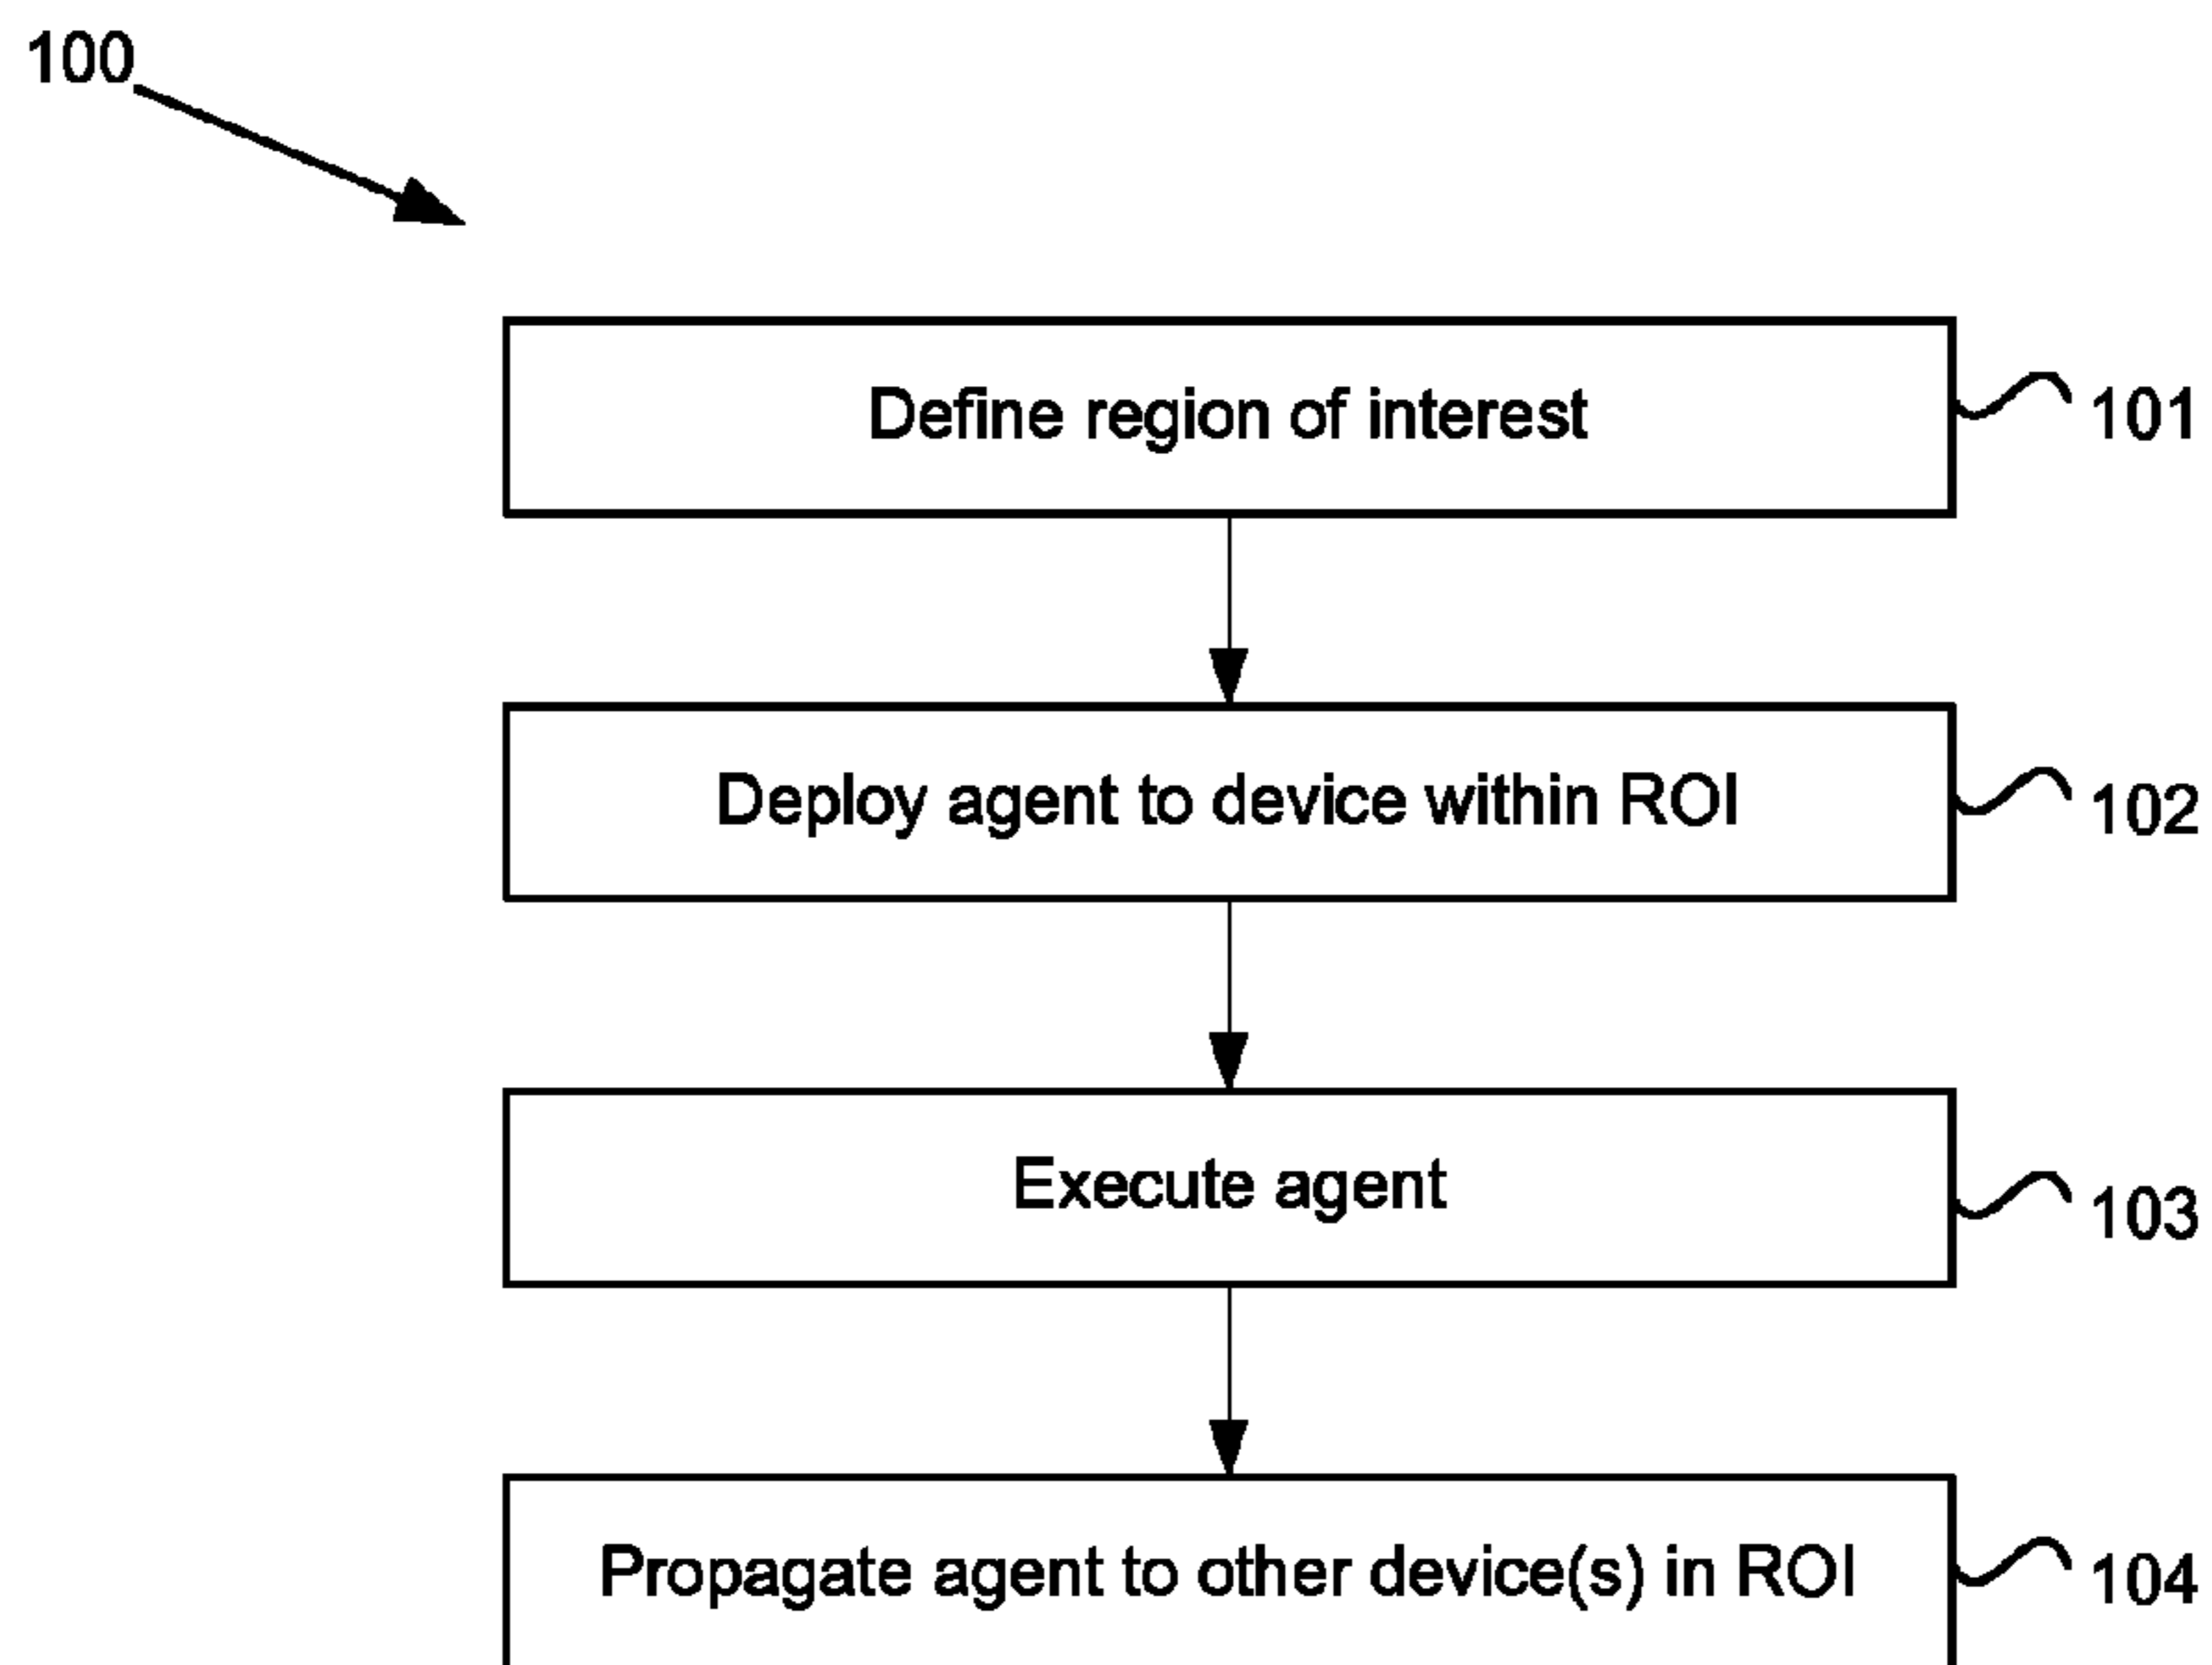 100
Define region of interest
101
Deploy agent to device within ROI
102
Execute agent
103
Propagate agent to other device(s) in ROI
104